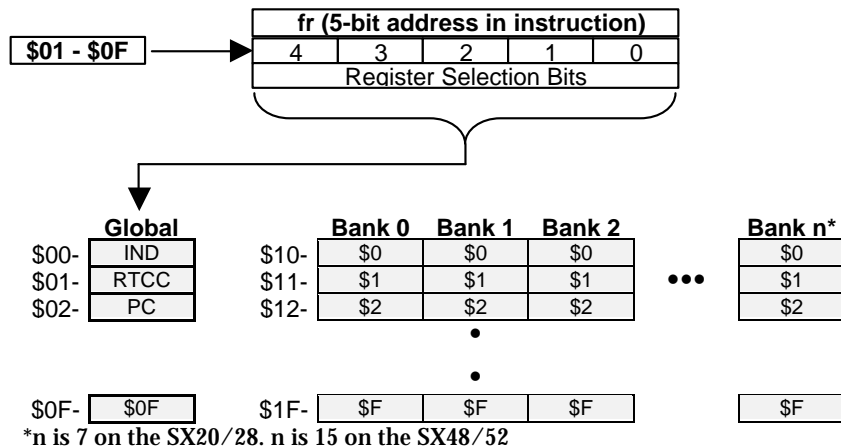 fr (5-bit address in instruction)
$01 - $0F
4 3 2 1 0
Register Selection Bits
Global Bank 0 Bank 1 Bank 2 Bank n*
$00- IND $10- $0 $0 $0 $0
$01- RTCC $11- $1 $1 $1 ••• $1
$02- PC $12- $2 $2 $2 $2
•
•
$0F- $0F $1F- $F $F $F $F
*n is 7 on the SX20/28. n is 15 on the SX48/52